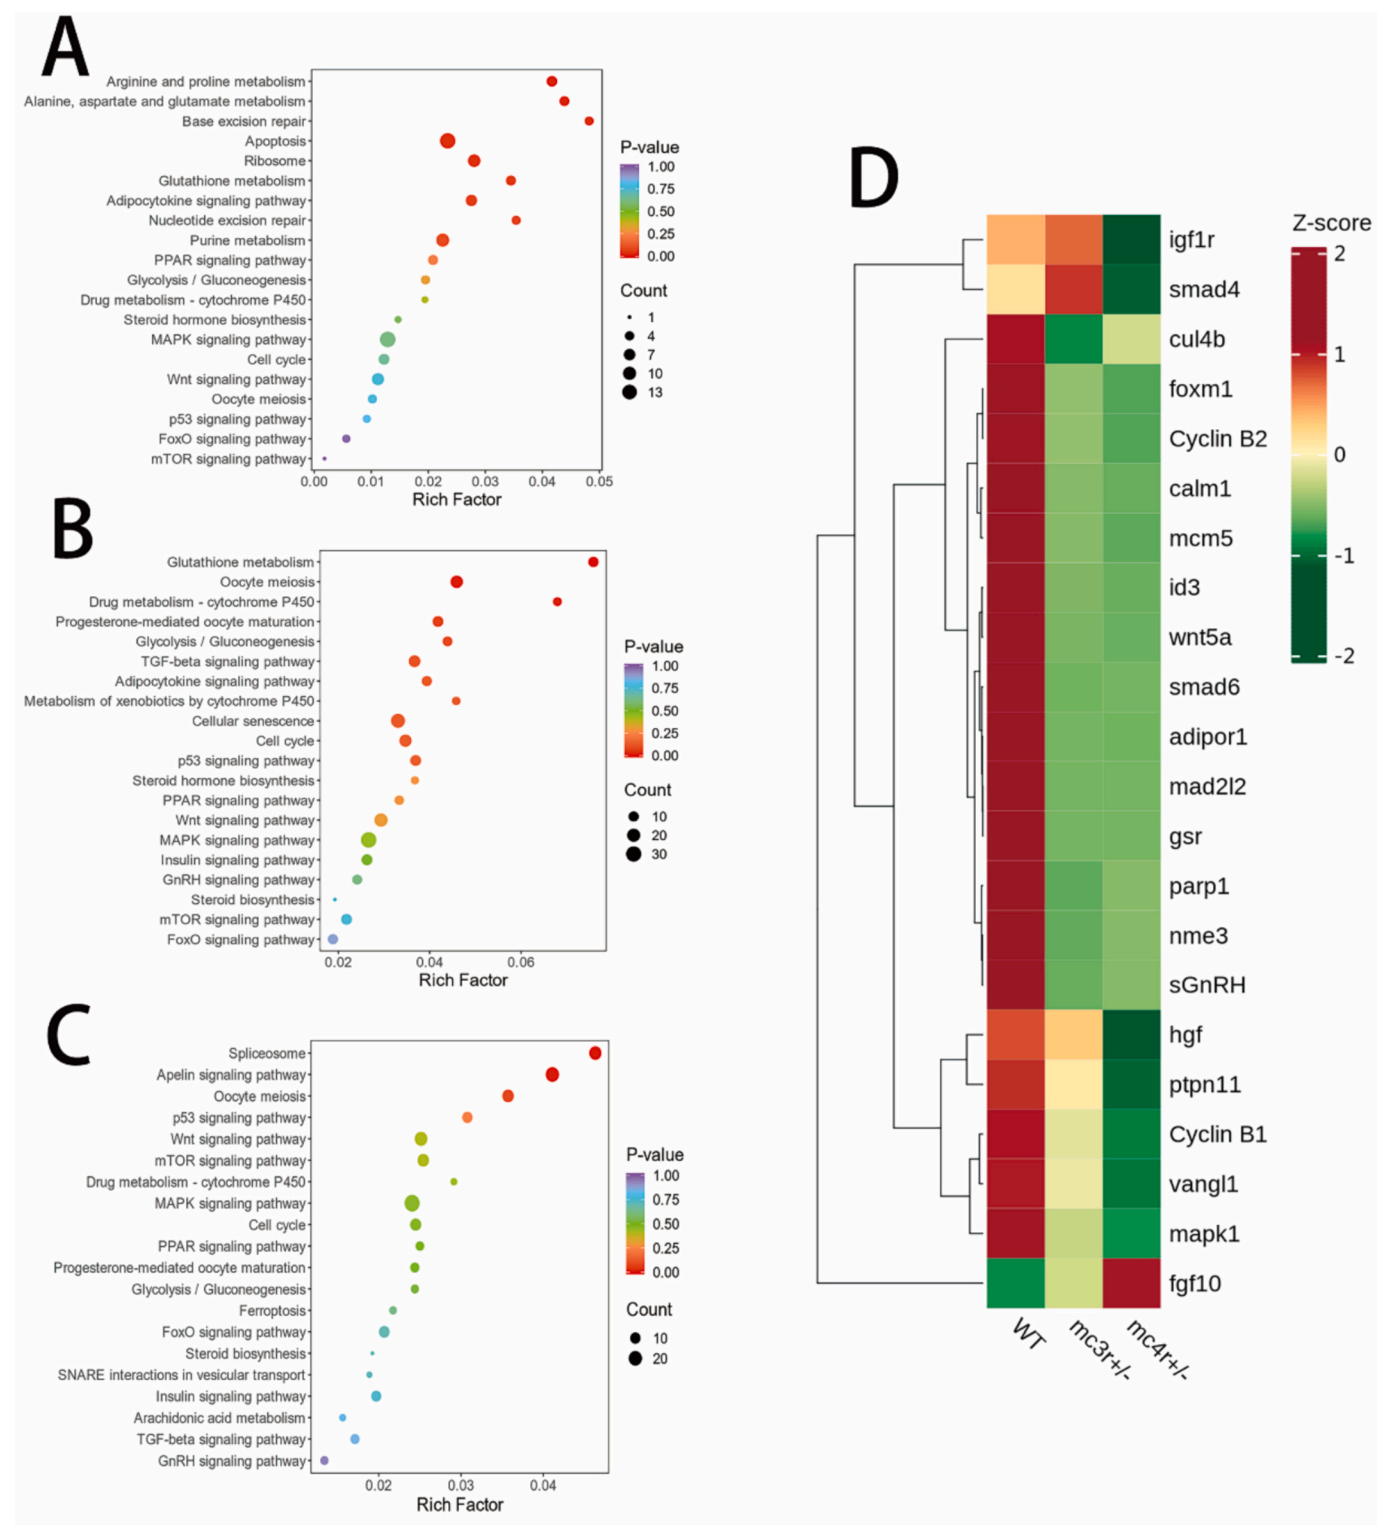 A
Arginine and proline metabolism
Alanine, aspartate and glutamate metabolism
Base excision repair
Apoptosis
Ribosome
Glutathione metabolism
Adipocytokine signaling pathway
Nucleotide excision repair
Purine metabolism
PPAR signaling pathway
Glycolysis / Gluconeogenesis
Drug metabolism - cytochrome P450
Steroid hormone biosynthesis
MAPK signaling pathway
Cell cycle
Wnt signaling pathway
Oocyte meiosis
p53 signaling pathway
FoxO signaling pathway
mTOR signaling pathway
0.00 0.01 0.02 0.03 0.04 0.05
Rich Factor
P-value
1.00
0.75
0.50
0.25
0.00
Count
1
4
7
10
13
B
Glutathione metabolism
Oocyte meiosis
Drug metabolism - cytochrome P450
Progesterone-mediated oocyte maturation
Glycolysis / Gluconeogenesis
TGF-beta signaling pathway
Adipocytokine signaling pathway
Metabolism of xenobiotics by cytochrome P450
Cellular senescence
Cell cycle
p53 signaling pathway
Steroid hormone biosynthesis
PPAR signaling pathway
Wnt signaling pathway
MAPK signaling pathway
Insulin signaling pathway
GnRH signaling pathway
Steroid biosynthesis
mTOR signaling pathway
FoxO signaling pathway
0.02 0.04 0.06
Rich Factor
P-value
1.00
0.75
0.50
0.25
0.00
Count
10
20
30
C
Spliceosome
Apelin signaling pathway
Oocyte meiosis
p53 signaling pathway
Wnt signaling pathway
mTOR signaling pathway
Drug metabolism - cytochrome P450
MAPK signaling pathway
Cell cycle
PPAR signaling pathway
Progesterone-mediated oocyte maturation
Glycolysis / Gluconeogenesis
Ferroptosis
FoxO signaling pathway
Steroid biosynthesis
SNARE interactions in vesicular transport
Insulin signaling pathway
Arachidonic acid metabolism
TGF-beta signaling pathway
GnRH signaling pathway
0.02 0.03 0.04
Rich Factor
P-value
1.00
0.75
0.50
0.25
0.00
Count
10
20
D
igf1r
smad4
cul4b
foxm1
Cyclin B2
calm1
mcm5
id3
wnt5a
smad6
adipor1
mad2l2
gsr
parp1
nme3
sGnRH
hgf
ptpn11
Cyclin B1
vangl1
mapk1
fgf10
WT mc3r+/- mc4r+/-
Z-score
2
1
0
-1
-2